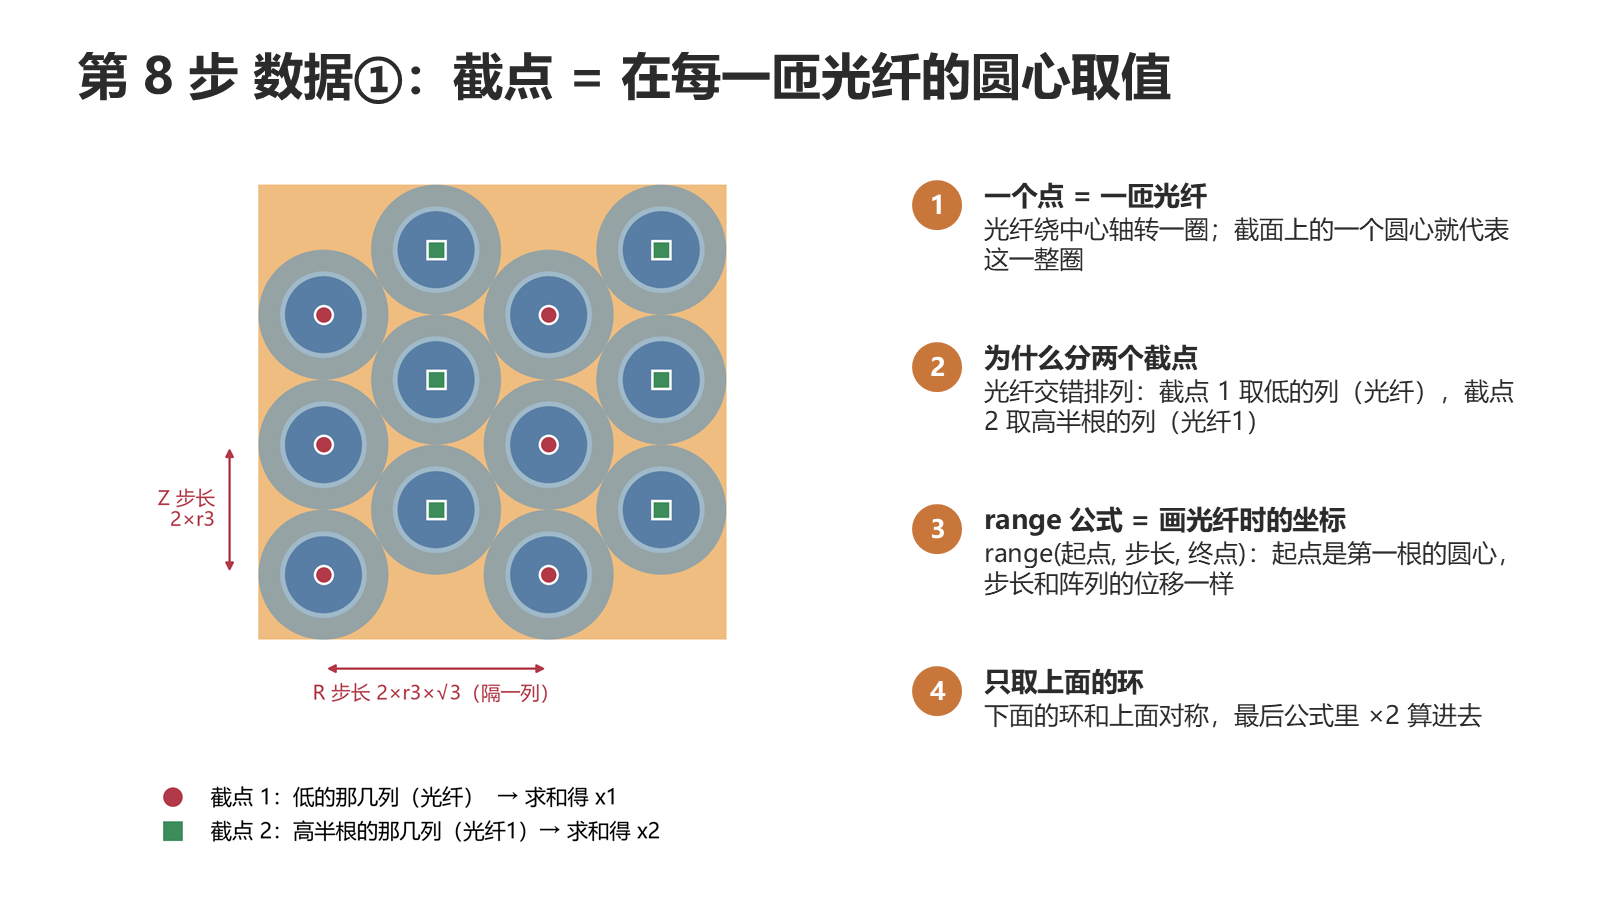 第 8 步 数据①：截点 = 在每一匝光纤的圆心取值
1
一个点 = 一匝光纤
光纤绕中心轴转一圈；截面上的一个圆心就代表
这一整圈
2
为什么分两个截点
光纤交错排列：截点 1 取低的列（光纤），截点
2 取高半根的列（光纤1）
3
range 公式 = 画光纤时的坐标
range(起点, 步长, 终点)：起点是第一根的圆心，
步长和阵列的位移一样
4
只取上面的环
下面的环和上面对称，最后公式里 ×2 算进去
Z 步长
2×r3
R 步长 2×r3×√3（隔一列）
截点 1：低的那几列（光纤） → 求和得 x1
截点 2：高半根的那几列（光纤1）→ 求和得 x2